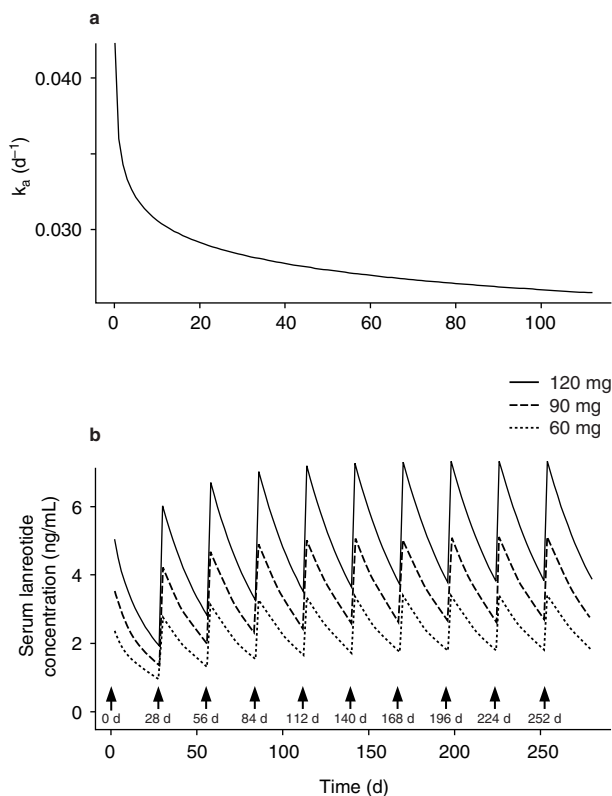 a
0.040
0.030
kₐ (d⁻¹)
0 20 40 60 80 100
120 mg
90 mg
60 mg
b
6
4
2
0
Serum lanreotide
concentration (ng/mL)
0 d 28 d 56 d 84 d 112 d 140 d 168 d 196 d 224 d 252 d
0 50 100 150 200 250
Time (d)